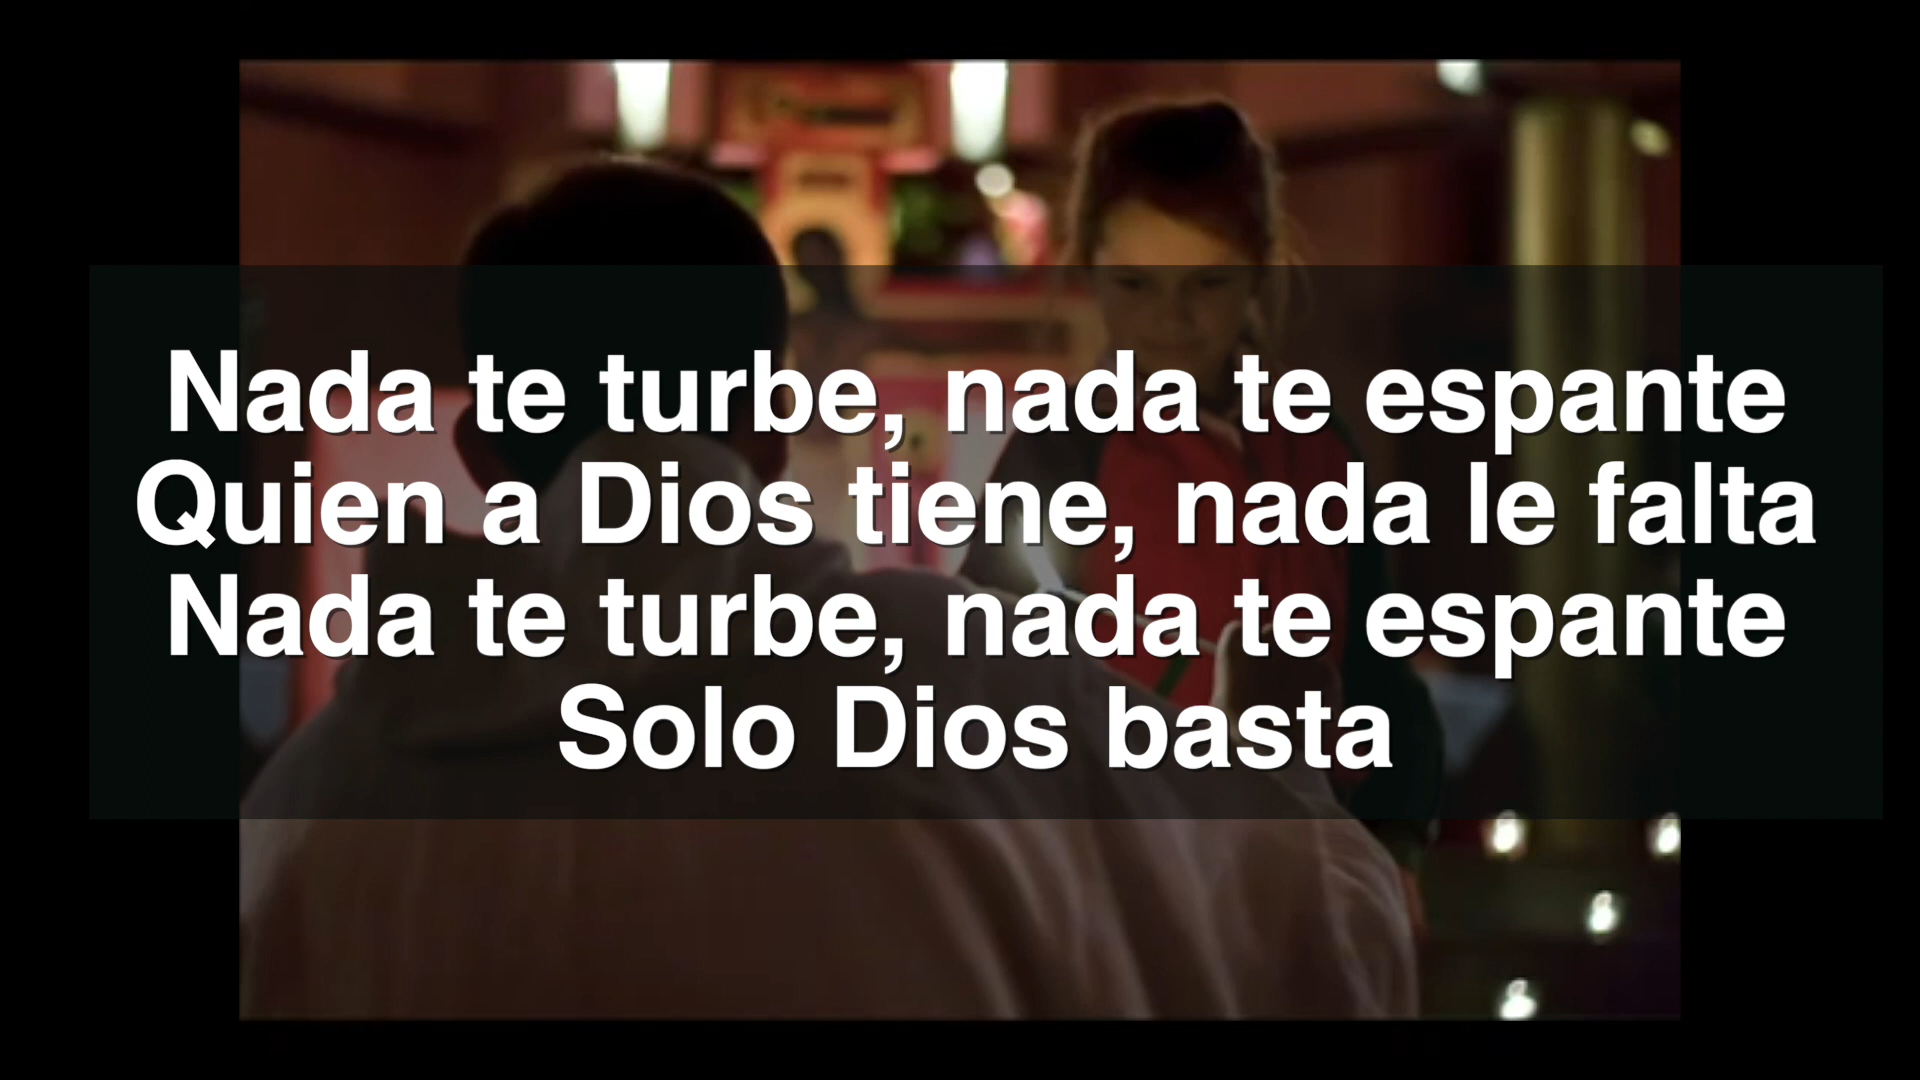 Nada te turbe, nada te espante
Quien a Dios tiene, nada le falta
Nada te turbe, nada te espante
Solo Dios basta